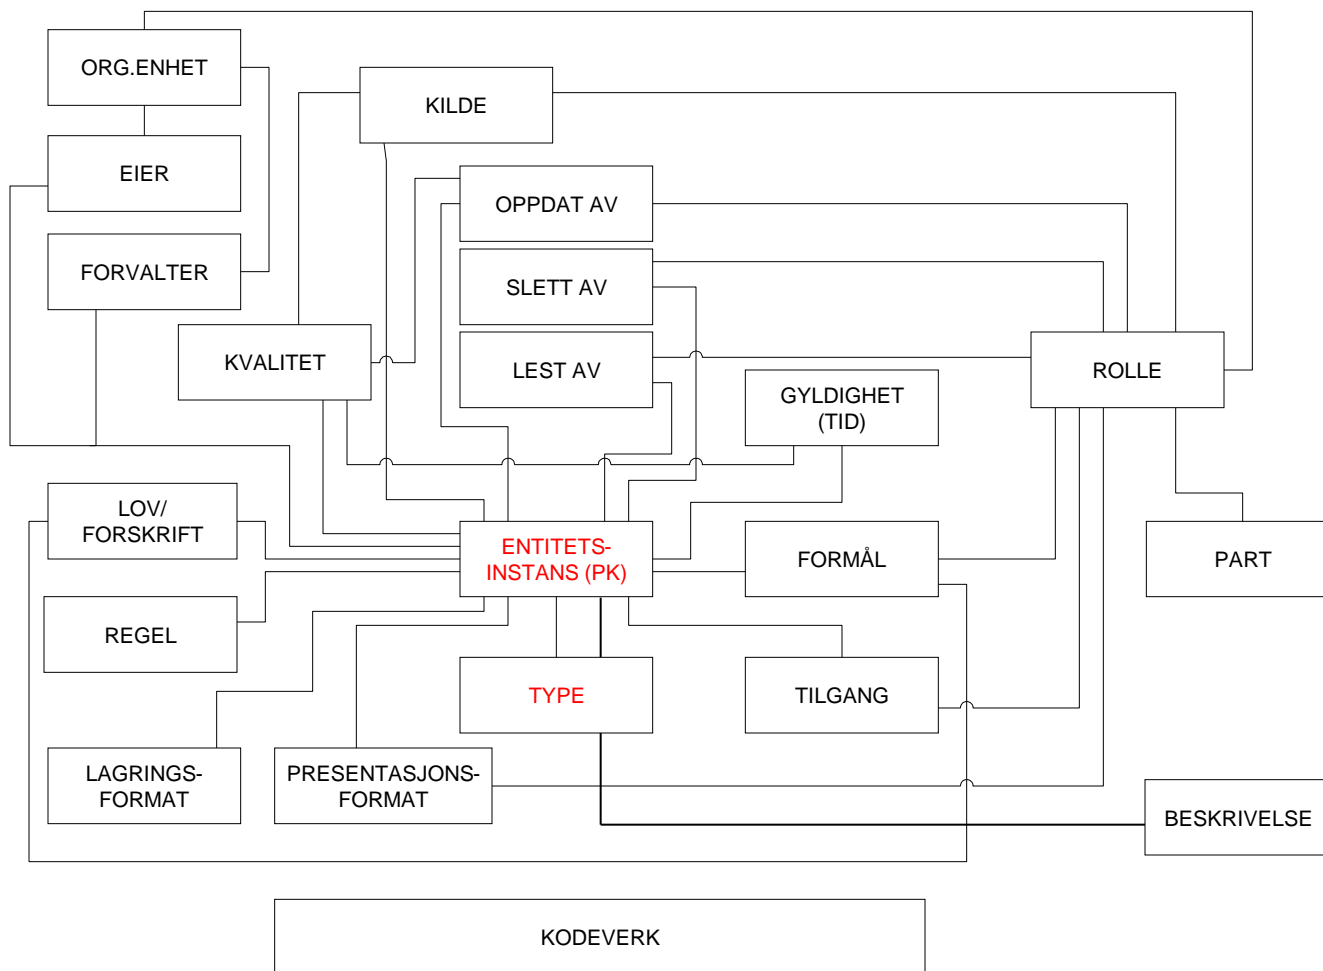 ORG.ENHET
KILDE
EIER
OPPDAT AV
FORVALTER
SLETT AV
KVALITET
LEST AV
ROLLE
GYLDIGHET
(TID)
LOV/
FORSKRIFT
ENTITETS-
INSTANS (PK)
FORMÅL
PART
REGEL
TYPE
TILGANG
LAGRINGS-
FORMAT
PRESENTASJONS-
FORMAT
BESKRIVELSE
KODEVERK